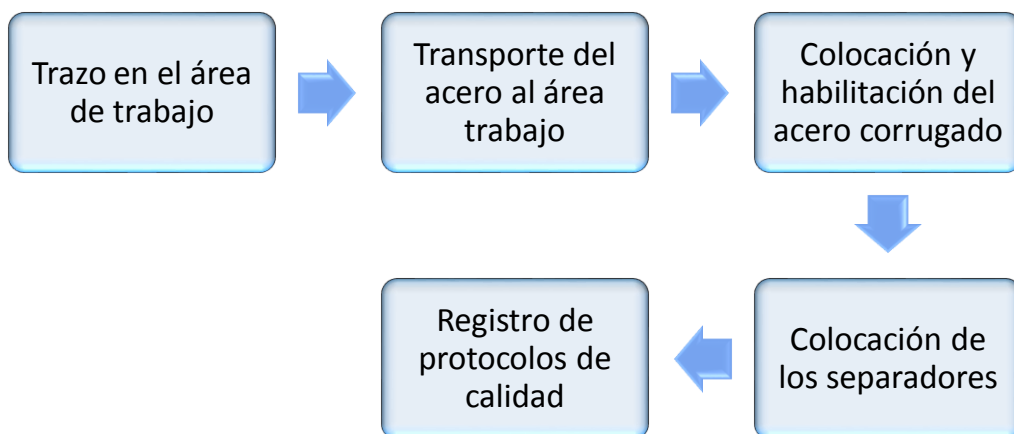 Trazo en el área
de trabajo
Transporte del
acero al área
trabajo
Colocación y
habilitación del
acero corrugado
Colocación de
los separadores
Registro de
protocolos de
calidad